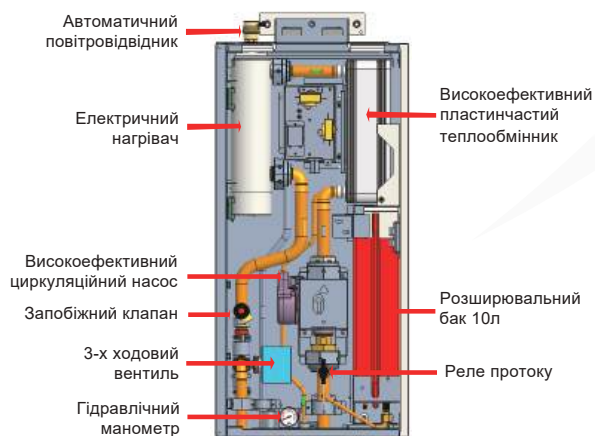 Автоматичний
повітровідвідник
Електричний
нагрівач
Високоефективний
циркуляційний насос
Запобіжний клапан
3-х ходовий
вентиль
Гідравлічний
манометр
Високоефективний
пластинчастий
теплообмінник
Розширювальний
бак 10л
Реле протоку